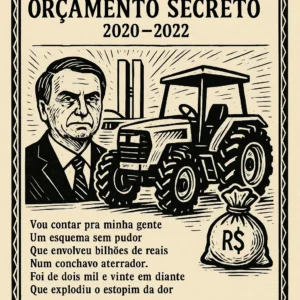 ORÇAMENTO SECRETO
2020–2022
R$
Vou contar pra minha gente
Um esquema sem pudor
Que envolveu bilhões de reais
Num conchavo aterrador.
Foi de dois mil e vinte em diante
Que explodiu o estopim da dor